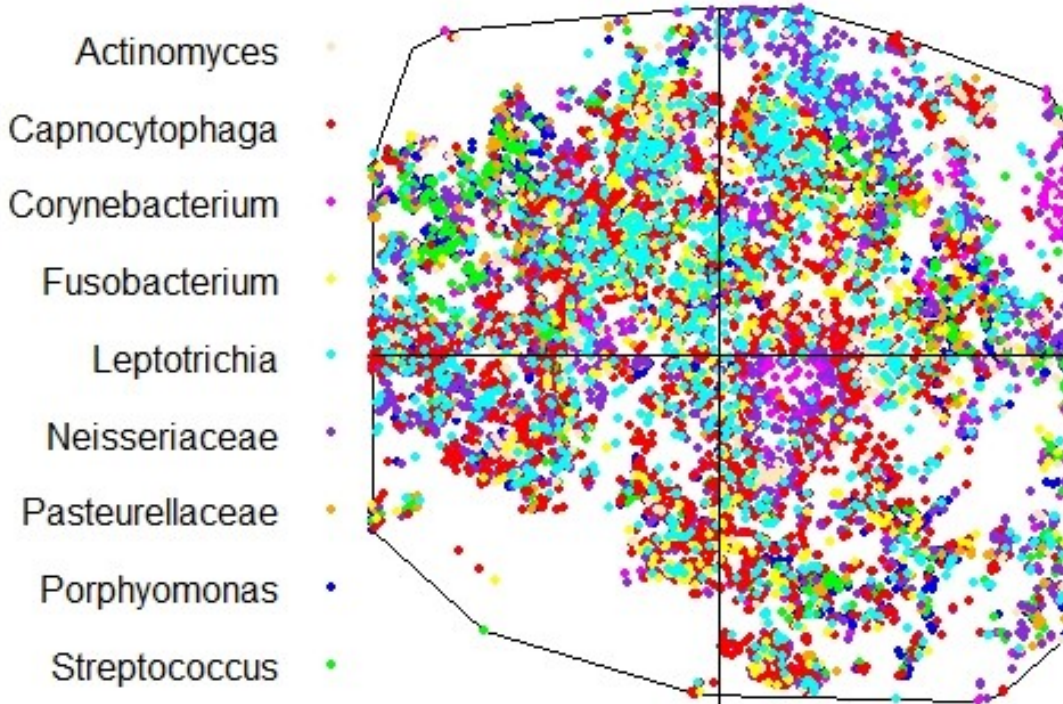 Actinomyces
Capnocytophaga
Corynebacterium
Fusobacterium
Leptotrichia
Neisseriaceae
Pasteurellaceae
Porphyomonas
Streptococcus